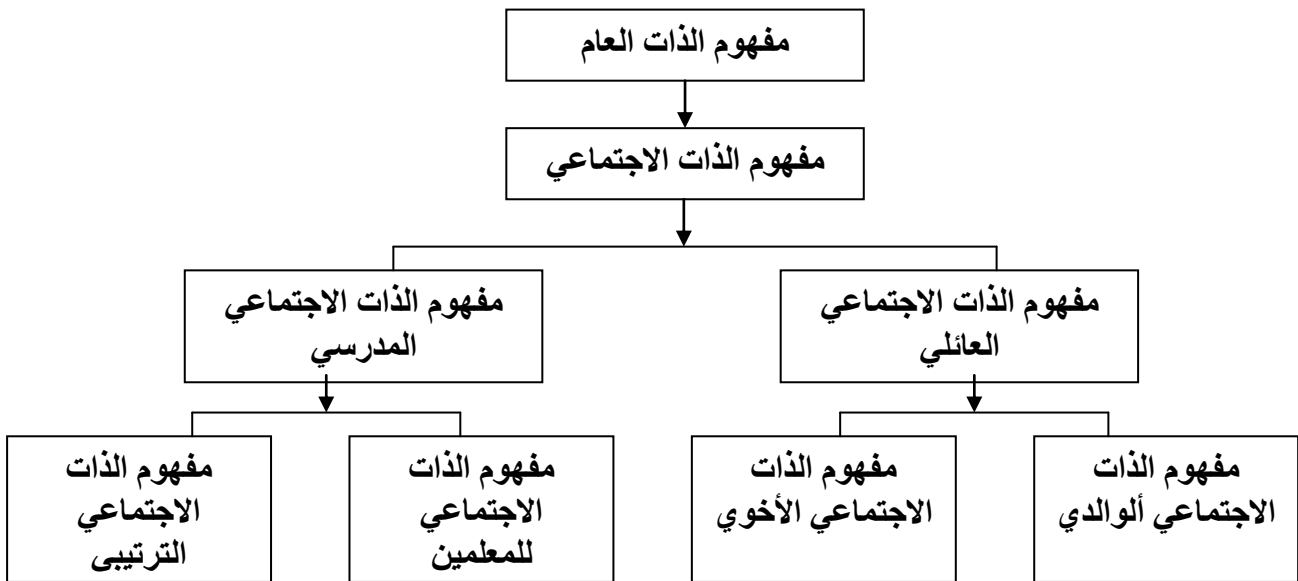 مفهوم الذات العام
مفهوم الذات الاجتماعي
مفهوم الذات الاجتماعي
العائلي
مفهوم الذات الاجتماعي
المدرسي
مفهوم الذات
الاجتماعي ألوالدي
مفهوم الذات
الاجتماعي الأخوي
مفهوم الذات
الاجتماعي
للمعلمين
مفهوم الذات
الاجتماعي
الترتيبى